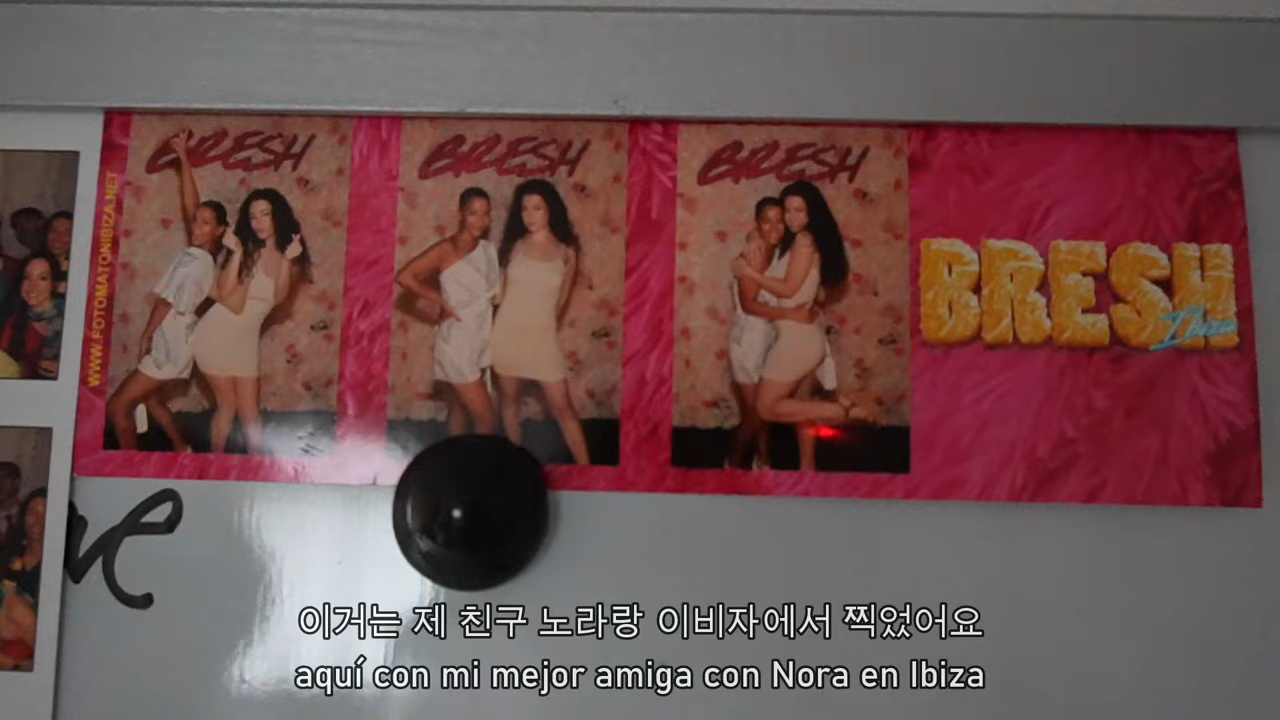 BRESH
BRESH
BRESH
WWW.FOTOMATONIBIZA.NET
BRESH
Ibiza
이거는 제 친구 노라랑 이비자에서 찍었어요
aquí con mi mejor amiga con Nora en Ibiza